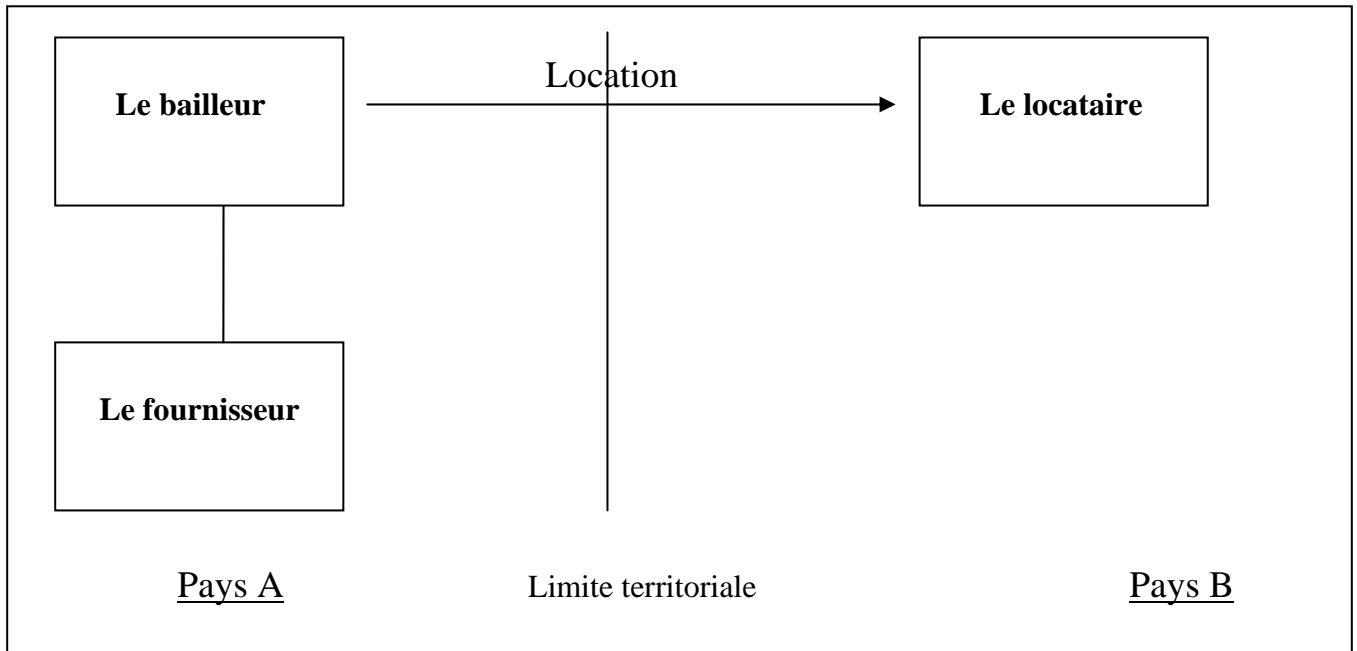 Location
Le bailleur
Le locataire
Le fournisseur
Pays A
Limite territoriale
Pays B